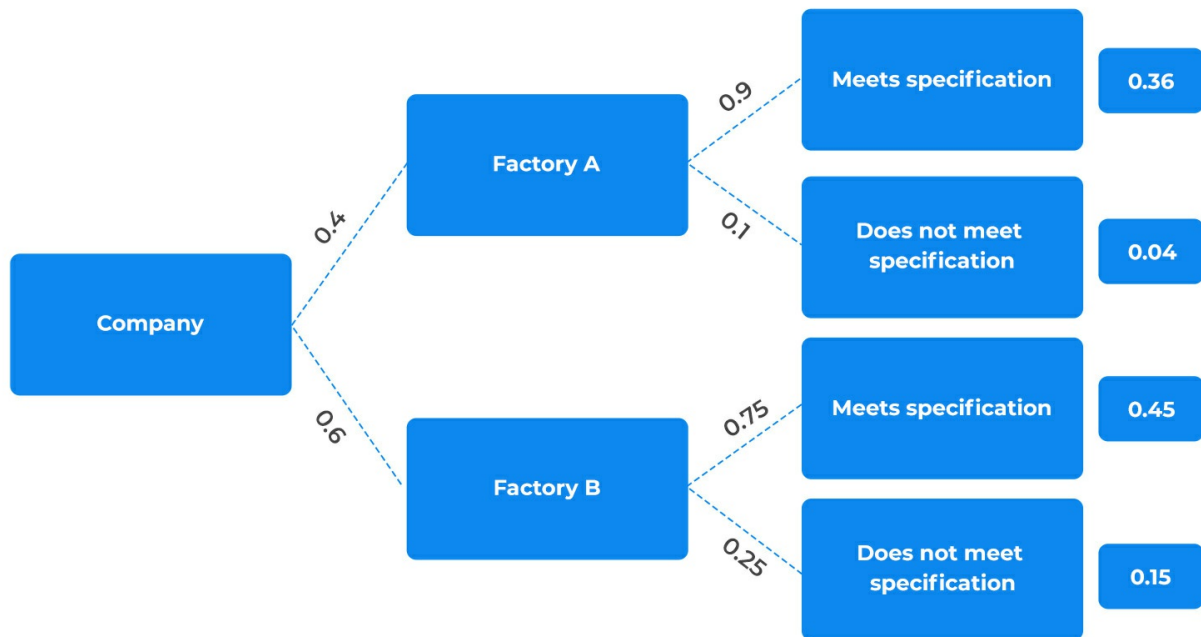 Company
0.4
0.6
Factory A
Factory B
0.9
0.1
0.75
0.25
Meets specification
0.36
Does not meet
specification
0.04
Meets specification
0.45
Does not meet
specification
0.15